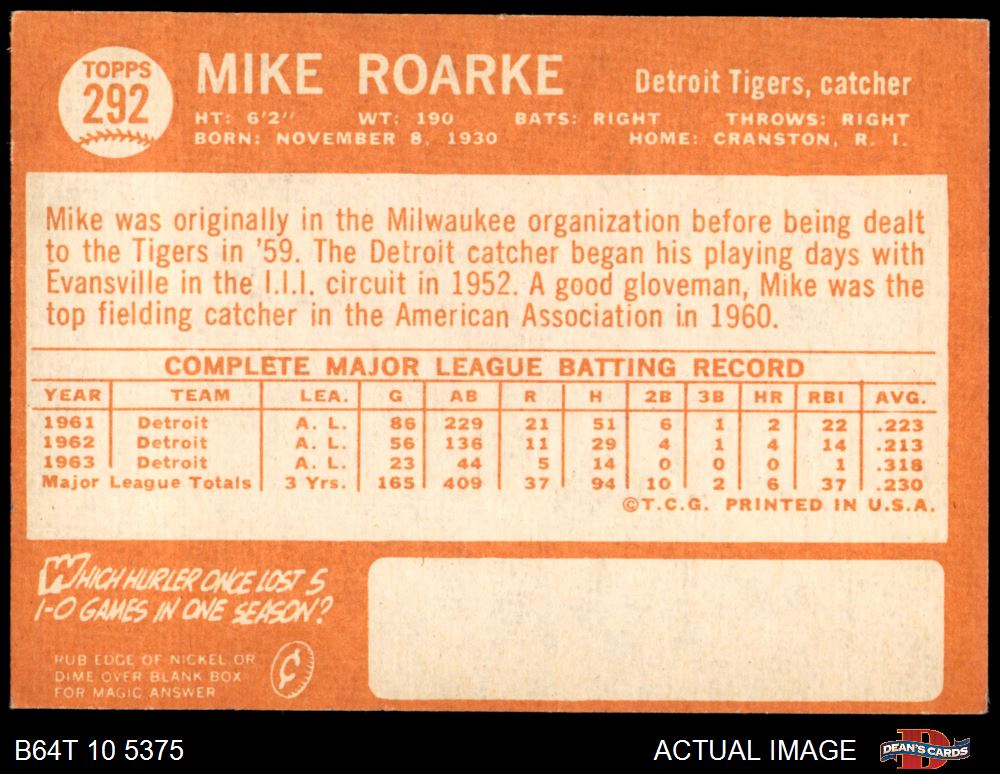 TOPPS
292
MIKE ROARKE
Detroit Tigers, catcher
HT: 6'2'' WT: 190 BATS: RIGHT THROWS: RIGHT
BORN: NOVEMBER 8, 1930 HOME: CRANSTON, R. I.
Mike was originally in the Milwaukee organization before being dealt
to the Tigers in '59. The Detroit catcher began his playing days with
Evansville in the I.I.I. circuit in 1952. A good gloveman, Mike was the
top fielding catcher in the American Association in 1960.
COMPLETE MAJOR LEAGUE BATTING RECORD
YEAR TEAM LEA. G AB R H 2B 3B HR RBI AVG.
1961 Detroit A. L. 86 229 21 51 6 1 2 22 .223
1962 Detroit A. L. 56 136 11 29 4 1 4 14 .213
1963 Detroit A. L. 23 44 5 14 0 0 0 1 .318
Major League Totals 3 Yrs. 165 409 37 94 10 2 6 37 .230
©T.C.G. PRINTED IN U.S.A.
WHICH HURLER ONCE LOST 5
1-0 GAMES IN ONE SEASON?
RUB EDGE OF NICKEL OR
DIME OVER BLANK BOX
FOR MAGIC ANSWER
¢
B64T 10 5375
ACTUAL IMAGE
DEAN'S CARDS